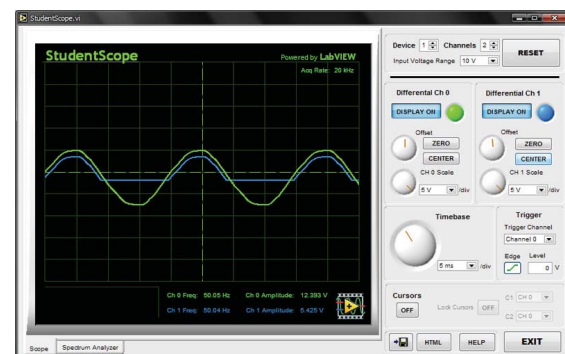 StudentScope.vi
StudentScope
Powered by LabVIEW
Acq Rate: 20 kHz
Ch 0 Freq: 50.05 Hz Ch 0 Amplitude: 12.393 V
Ch 1 Freq: 50.04 Hz Ch 1 Amplitude: 5.425 V
Scope Spectrum Analyzer
Device 1 Channels 2
RESET
Input Voltage Range 10 V
Differental Ch 0
DISPLAY ON
Offset
ZERO
CENTER
CH 0 Scale
5 V /div
Differential Ch 1
DISPLAY ON
Offset
ZERO
CENTER
CH 1 Scale
5 V /div
Timebase
5 ms /div
Trigger
Trigger Channel
Channel 0
Edge Level
0 V
Cursors
OFF
Lock Cursors OFF
C1 CH 0
C2 CH 0
HTML HELP EXIT